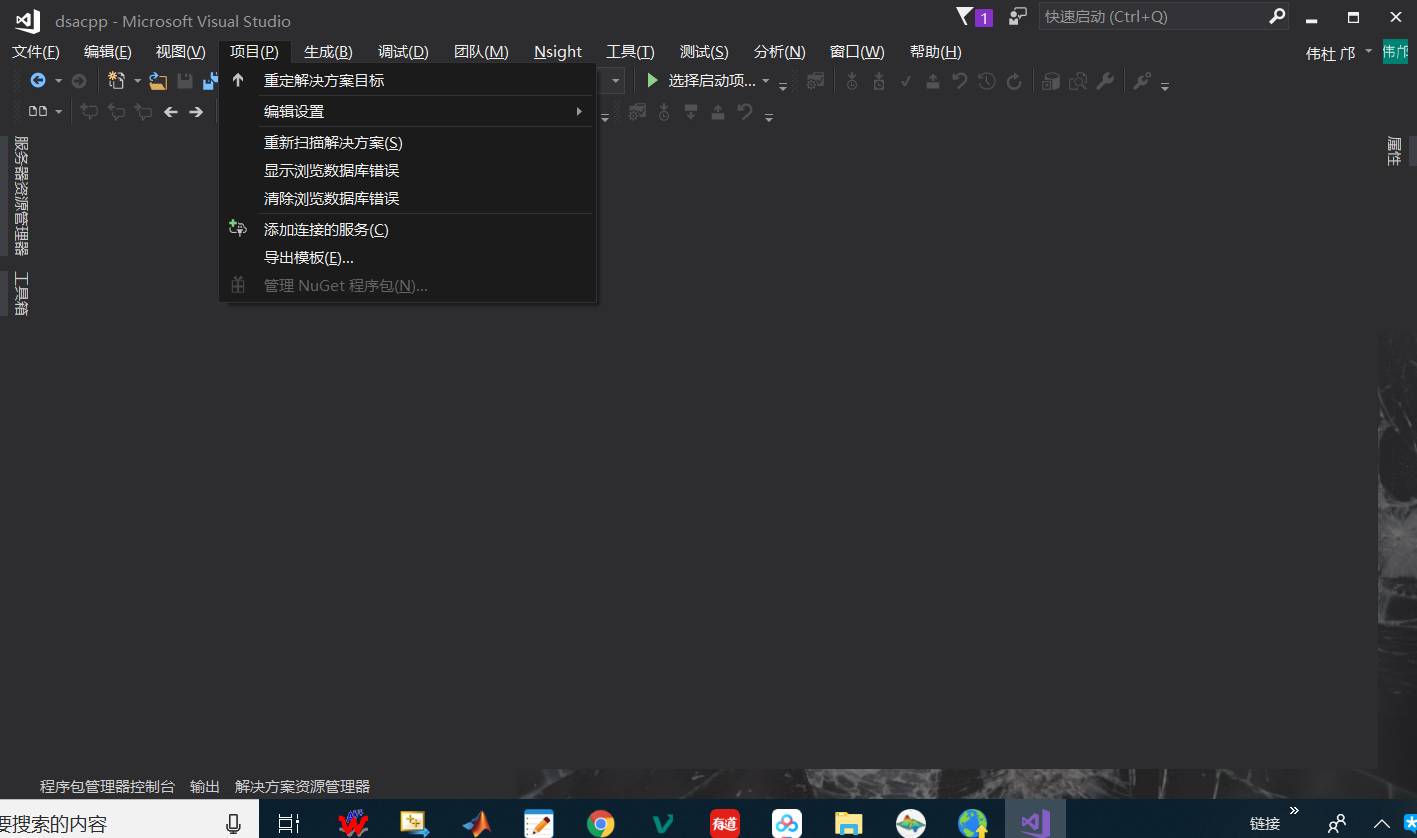 dsacpp - Microsoft Visual Studio
1
快速启动 (Ctrl+Q)
文件(F) 编辑(E) 视图(V) 项目(P) 生成(B) 调试(D) 团队(M) Nsight 工具(T) 测试(S) 分析(N) 窗口(W) 帮助(H)
伟杜 邝
伟邝
选择启动项...
重定解决方案目标
编辑设置
重新扫描解决方案(S)
显示浏览数据库错误
清除浏览数据库错误
添加连接的服务(C)
导出模板(E)...
管理 NuGet 程序包(N)...
服务器资源管理器
工具箱
属性
程序包管理器控制台 输出 解决方案资源管理器
要搜索的内容
有道
链接